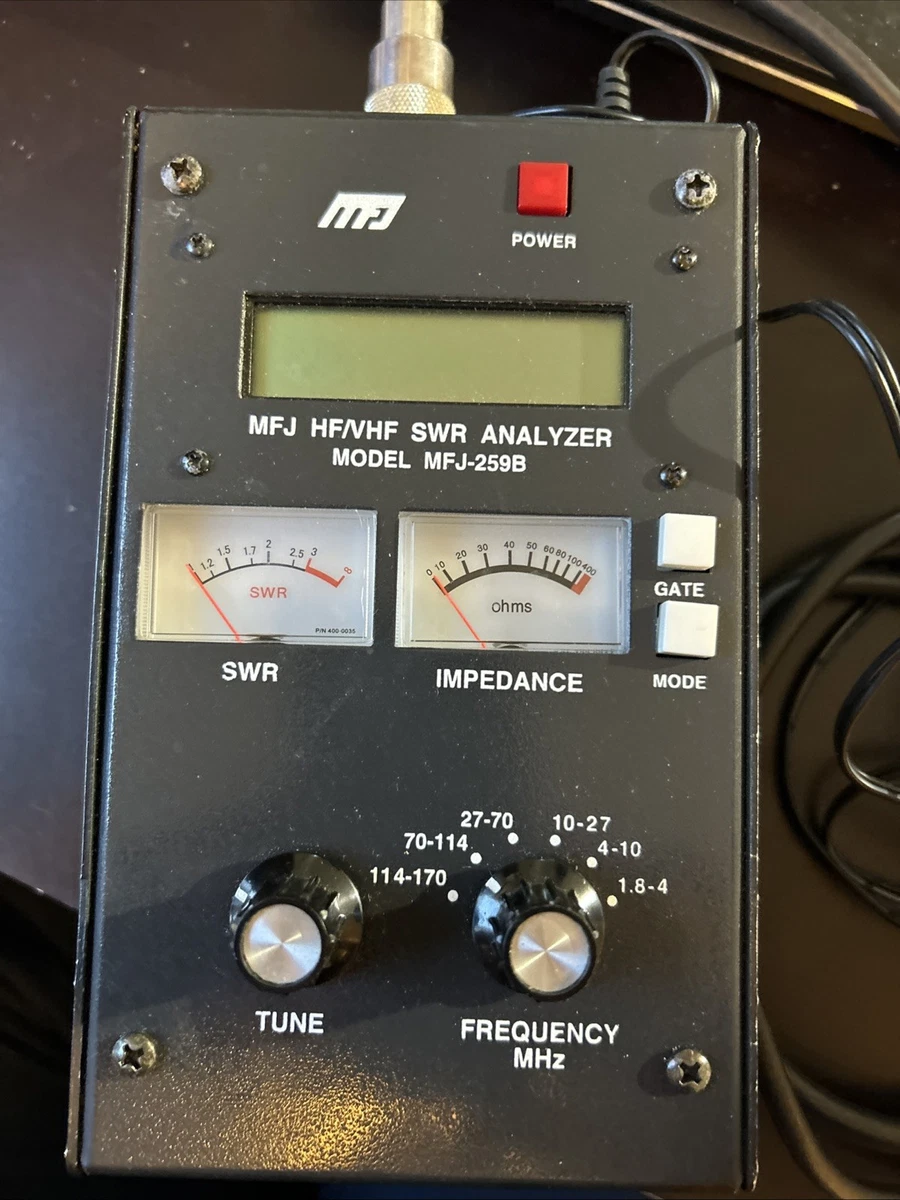 MFJ
POWER
MFJ HF/VHF SWR ANALYZER
MODEL MFJ-259B
1 1.2 1.5 1.7 2 2.5 3 8
SWR
P/N 400-0035
0 10 20 30 40 50 60 80 100 400
ohms
GATE
MODE
SWR
IMPEDANCE
27-70
10-27
70-114
4-10
114-170
1.8-4
TUNE
FREQUENCY
MHz